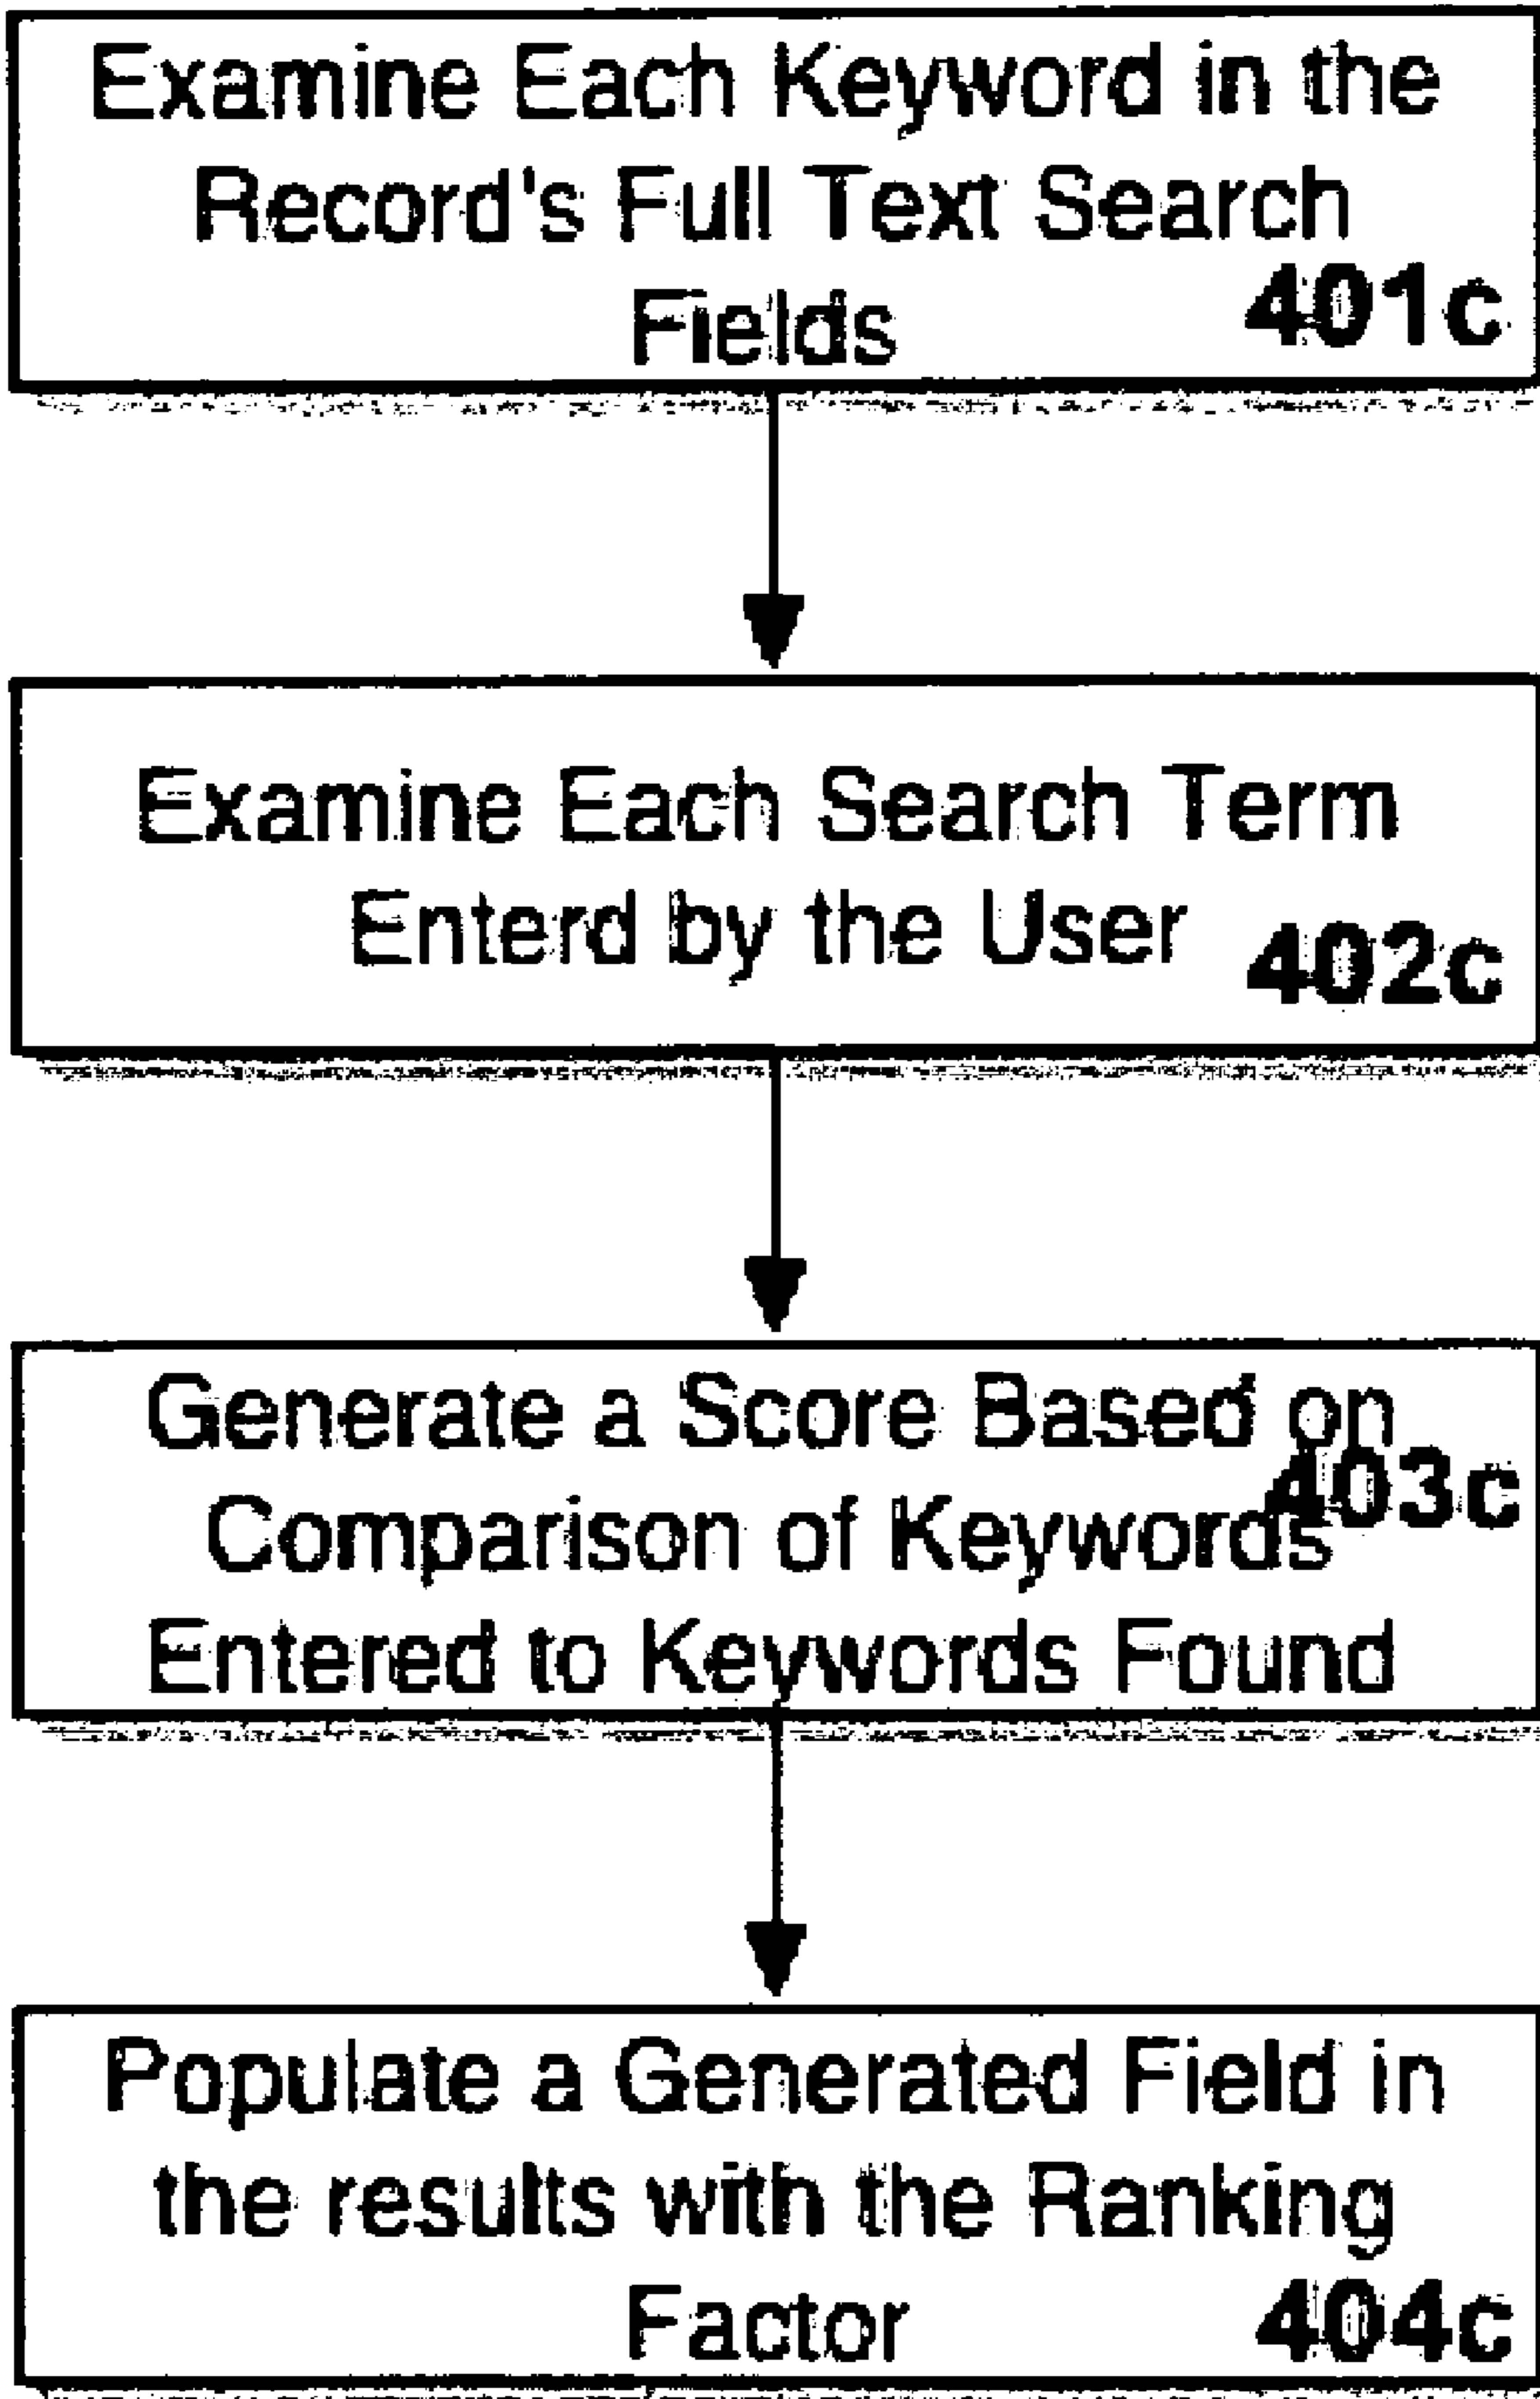 Examine Each Keyword in the
Record's Full Text Search
Fields
401c
Examine Each Search Term
Enterd by the User
402c
Generate a Score Based on
403c
Comparison of Keywords
Entered to Keywords Found
Populate a Generated Field in
the results with the Ranking
Factor
404c